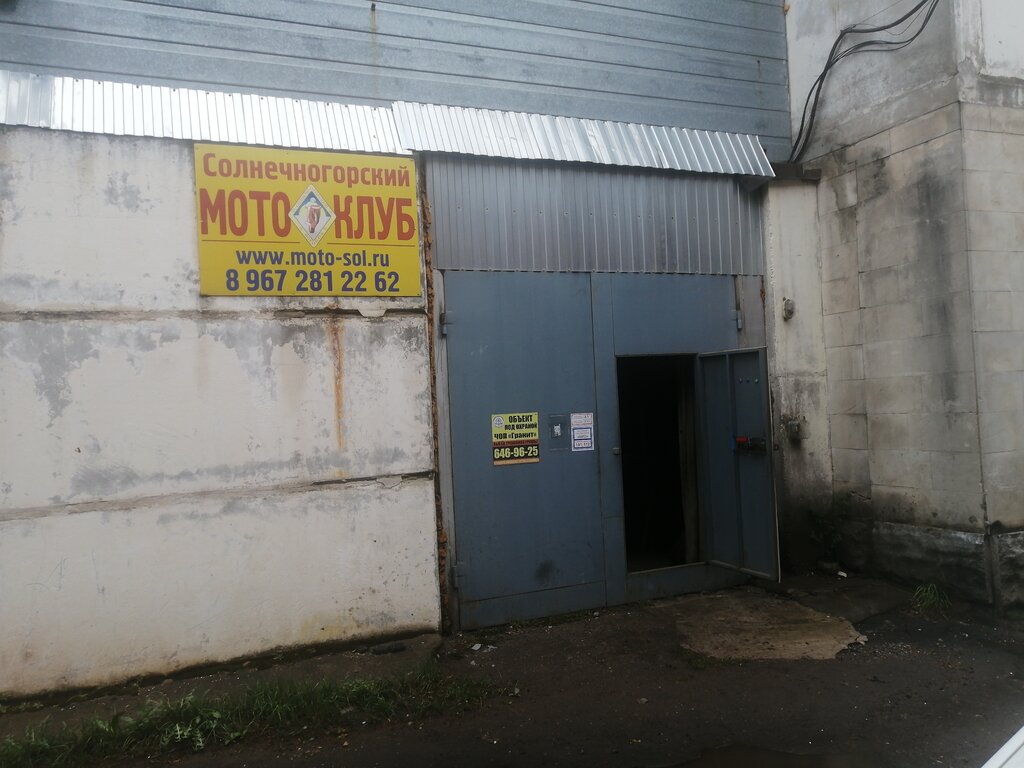 Солнечногорский
МОТО КЛУБ
www.moto-sol.ru
8 967 281 22 62
ОБЪЕКТ
ПОД ОХРАНОЙ
ЧОП «Гранит»
646-96-25